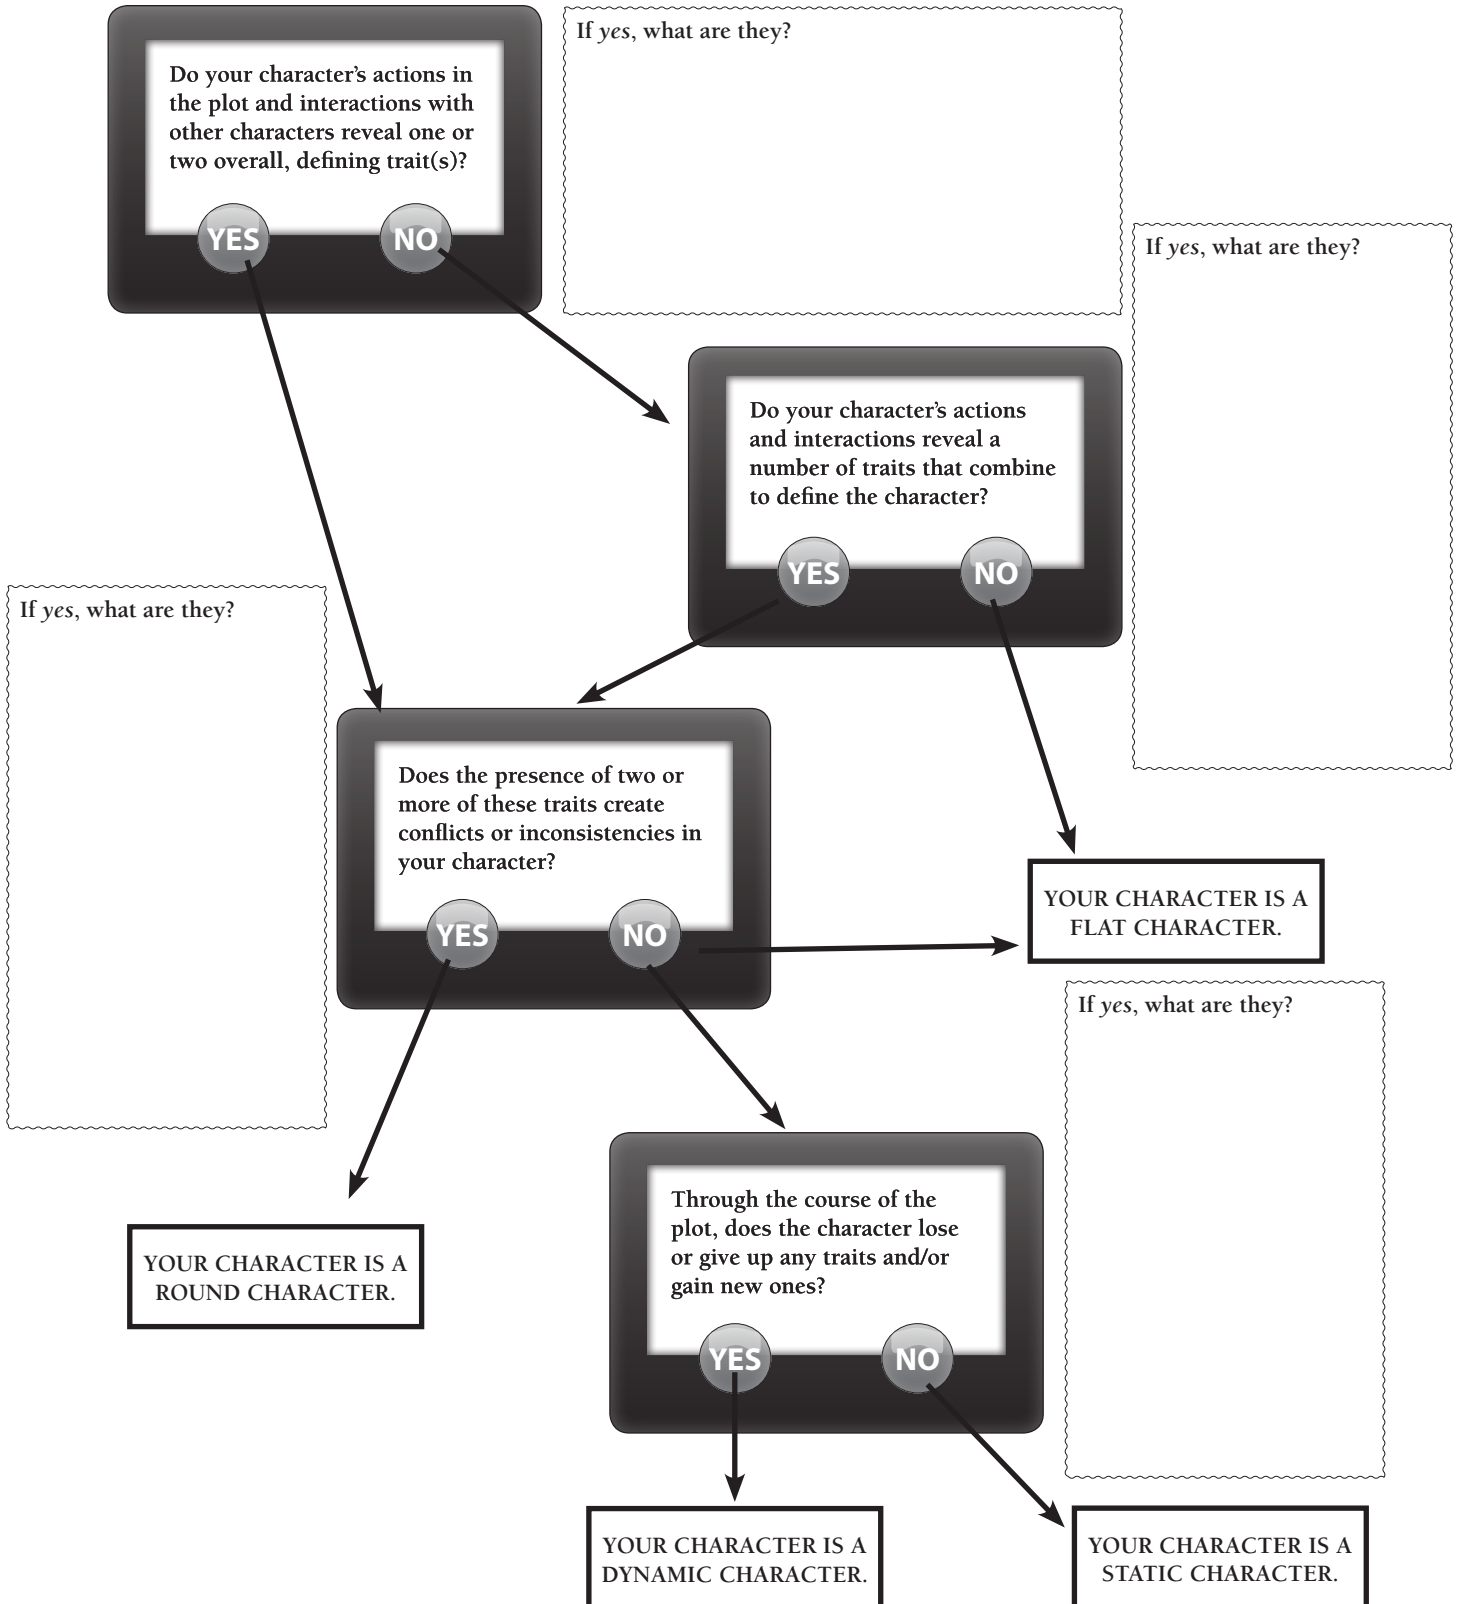 Do your character's actions in
the plot and interactions with
other characters reveal one or
two overall, defining trait(s)?
YES
NO
If yes, what are they?
If yes, what are they?
Do your character's actions
and interactions reveal a
number of traits that combine
to define the character?
YES
NO
If yes, what are they?
Does the presence of two or
more of these traits create
conflicts or inconsistencies in
your character?
YES
NO
YOUR CHARACTER IS A
FLAT CHARACTER.
If yes, what are they?
YOUR CHARACTER IS A
ROUND CHARACTER.
Through the course of the
plot, does the character lose
or give up any traits and/or
gain new ones?
YES
NO
YOUR CHARACTER IS A
DYNAMIC CHARACTER.
YOUR CHARACTER IS A
STATIC CHARACTER.